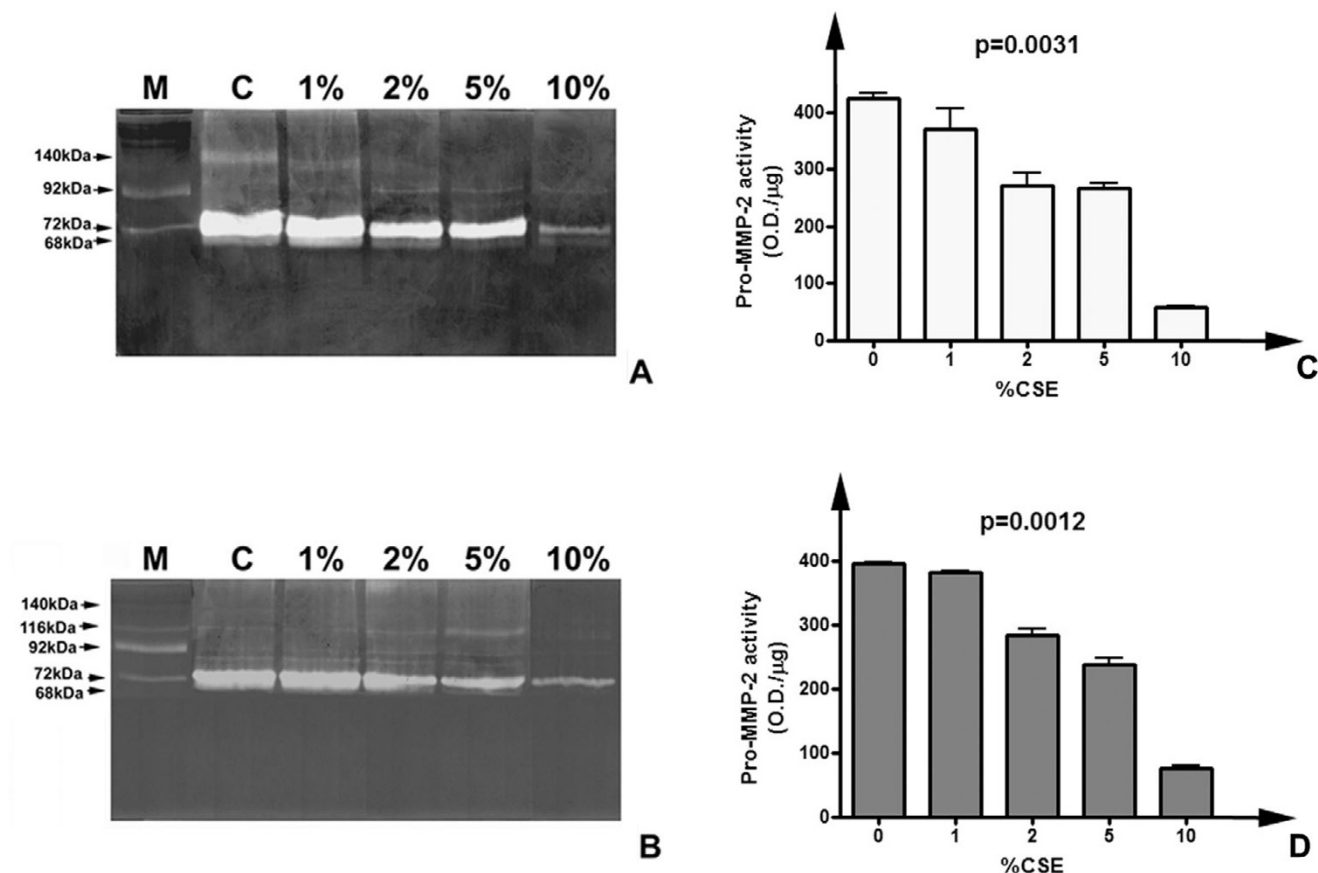 M C 1% 2% 5% 10%
140kDa
92kDa
72kDa
68kDa
A
p=0.0031
Pro-MMP-2 activity
(O.D./µg)
400
300
200
100
0
0 1 2 5 10
%CSE
C
M C 1% 2% 5% 10%
140kDa
116kDa
92kDa
72kDa
68kDa
B
p=0.0012
Pro-MMP-2 activity
(O.D./µg)
400
300
200
100
0
0 1 2 5 10
%CSE
D